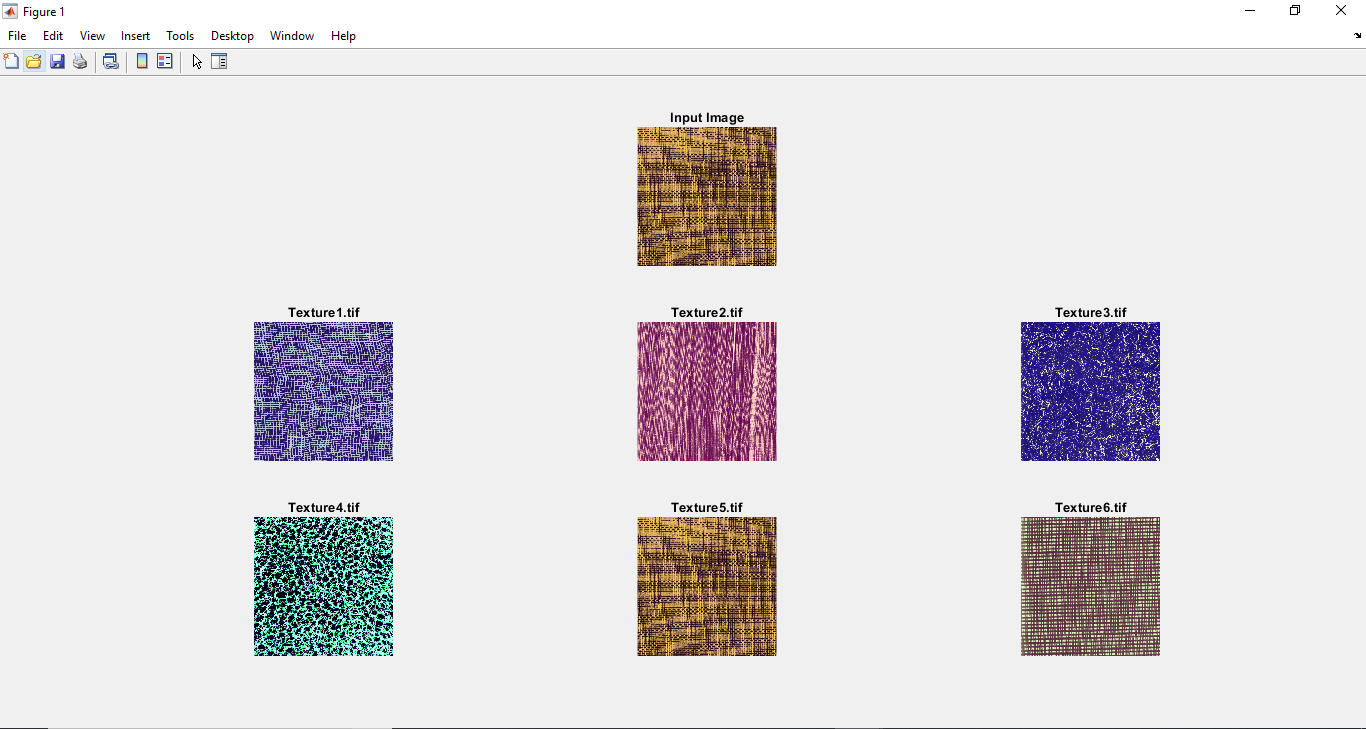 Figure 1
File Edit View Insert Tools Desktop Window Help
Input Image
Texture1.tif Texture2.tif Texture3.tif
Texture4.tif Texture5.tif Texture6.tif